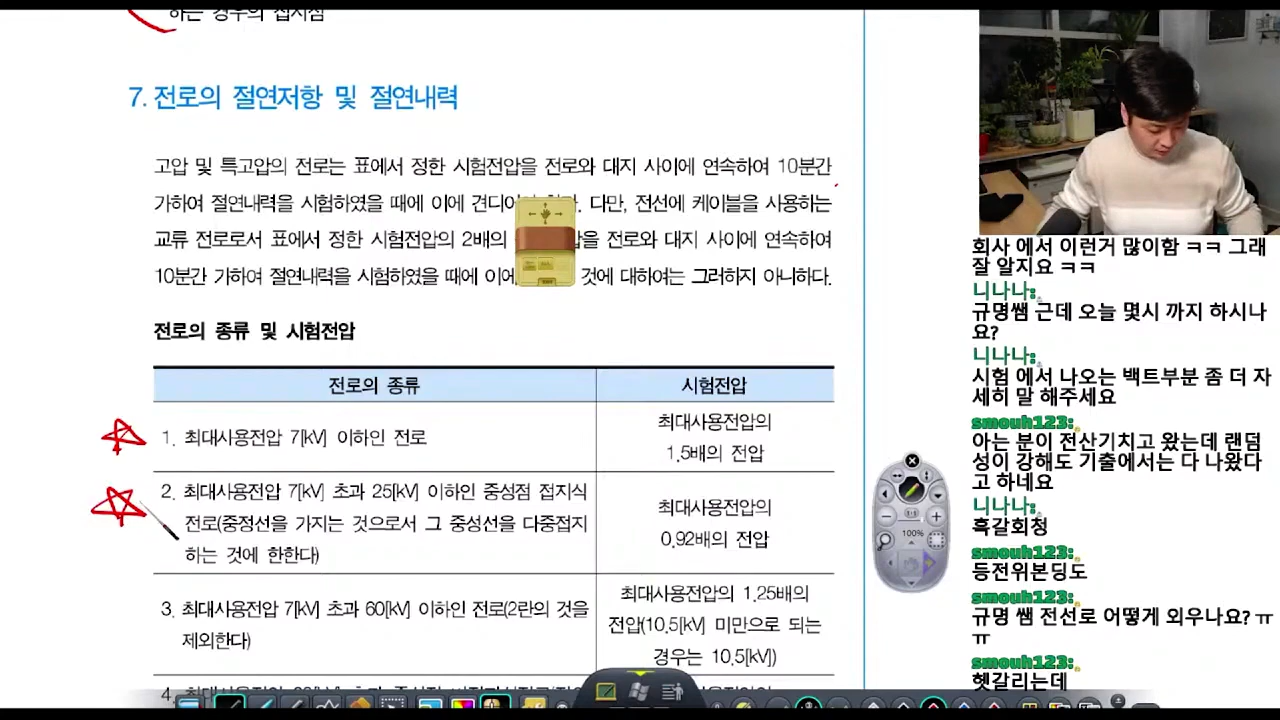 하는 경우의 접지점
7. 전로의 절연저항 및 절연내력
고압 및 특고압의 전로는 표에서 정한 시험전압을 전로와 대지 사이에 연속하여 10분간
가하여 절연내력을 시험하였을 때에 이에 견디어 다만, 전선에 케이블을 사용하는
교류 전로로서 표에서 정한 시험전압의 2배의 을 전로와 대지 사이에 연속하여
10분간 가하여 절연내력을 시험하였을 때에 이에 것에 대하여는 그러하지 아니하다.
전로의 종류 및 시험전압
전로의 종류 시험전압
1. 최대사용전압 7[kV] 이하인 전로
최대사용전압의
1.5배의 전압
2. 최대사용전압 7[kV] 초과 25[kV] 이하인 중성점 접지식
전로(중정선을 가지는 것으로서 그 중성선을 다중접지
하는 것에 한한다)
최대사용전압의
0.92배의 전압
3. 최대사용전압 7[kV] 초과 60[kV] 이하인 전로(2란의 것을
제외한다)
최대사용전압의 1.25배의
전압(10.5[kV] 미만으로 되는
경우는 10.5[kV])
100%
회사 에서 이런거 많이함 ㅋㅋ 그래
잘 알지요 ㅋㅋ
니나나:
규명쌤 근데 오늘 몇시 까지 하시나
요?
니나나:
시험 에서 나오는 백트부분 좀 더 자
세히 말 해주세요
smouh123:
아는 분이 전산기치고 왔는데 랜덤
성이 강해도 기출에서는 다 나왔다
고 하네요
니나나:
흑갈회청
smouh123:
등전위본딩도
smouh123:
규명 쌤 전선로 어떻게 외우나요? ㅠ
ㅠ
smouh123:
헷갈리는데